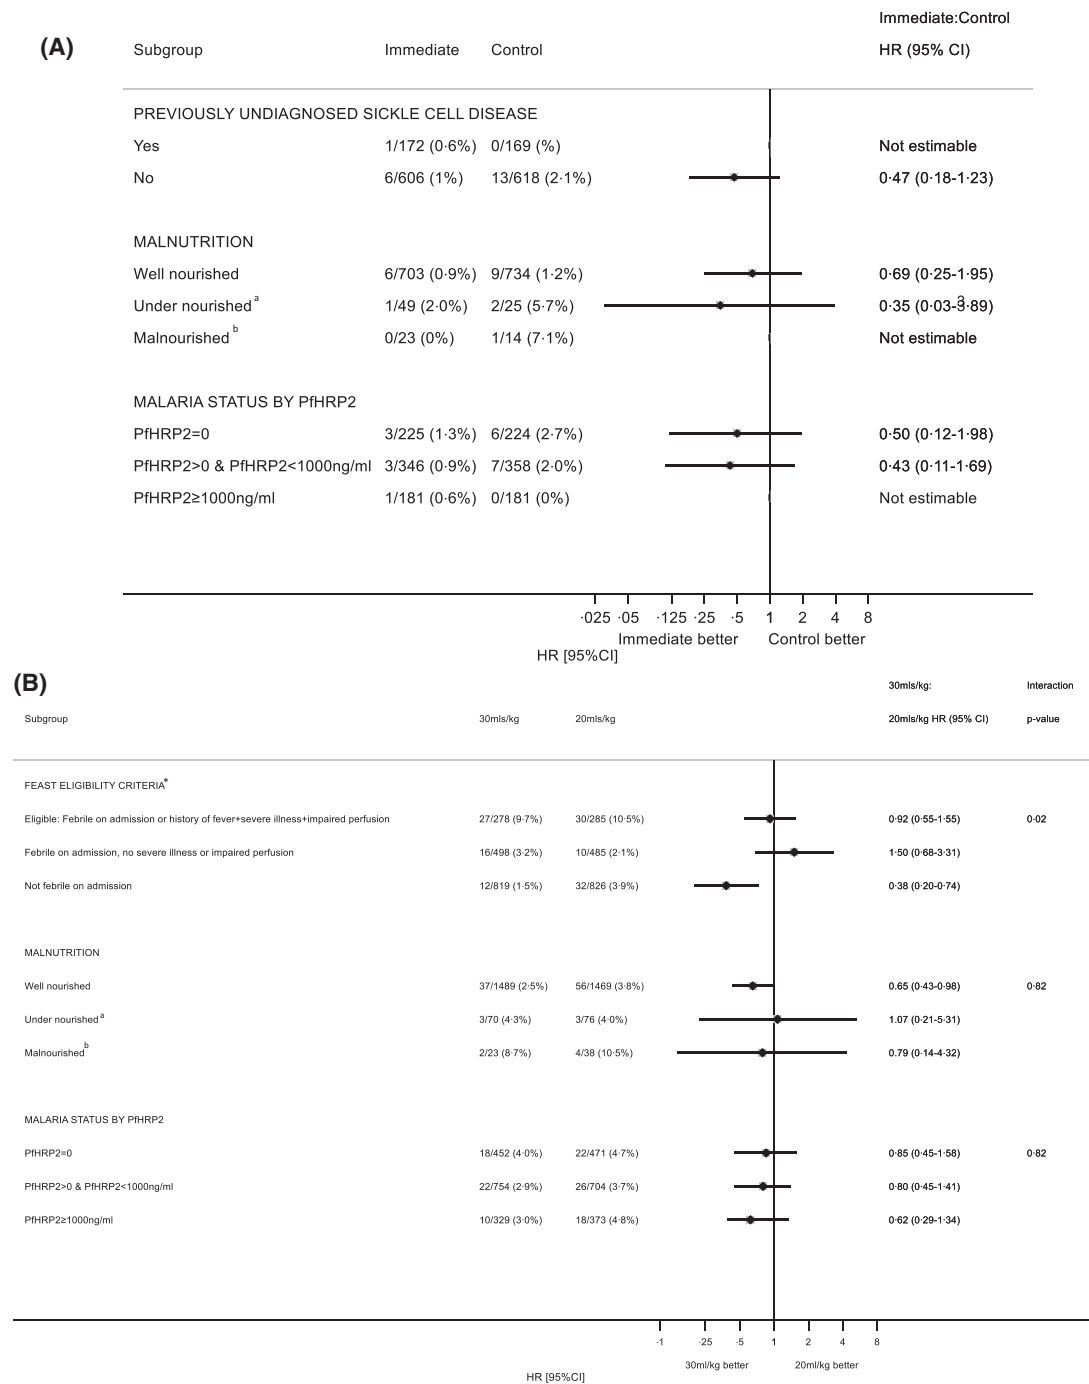 Immediate:Control
(A) Subgroup Immediate Control HR (95% CI)
PREVIOUSLY UNDIAGNOSED SICKLE CELL DISEASE
Yes 1/172 (0·6%) 0/169 (%) Not estimable
No 6/606 (1%) 13/618 (2·1%) 0·47 (0·18-1·23)
MALNUTRITION
Well nourished 6/703 (0·9%) 9/734 (1·2%) 0·69 (0·25-1·95)
Under nourished a 1/49 (2·0%) 2/25 (5·7%) 0·35 (0·03-3·89)
Malnourished b 0/23 (0%) 1/14 (7·1%) Not estimable
MALARIA STATUS BY PfHRP2
PfHRP2=0 3/225 (1·3%) 6/224 (2·7%) 0·50 (0·12-1·98)
PfHRP2>0 & PfHRP2<1000ng/ml 3/346 (0·9%) 7/358 (2·0%) 0·43 (0·11-1·69)
PfHRP2≥1000ng/ml 1/181 (0·6%) 0/181 (0%) Not estimable
·025 ·05 ·125 ·25 ·5 1 2 4 8
Immediate better Control better
HR [95%CI]
(B) 30mls/kg: Interaction
Subgroup 30mls/kg 20mls/kg 20mls/kg HR (95% CI) p-value
FEAST ELIGIBILITY CRITERIA*
Eligible: Febrile on admission or history of fever+severe illness+impaired perfusion 27/278 (9·7%) 30/285 (10·5%) 0·92 (0·55-1·55) 0·02
Febrile on admission, no severe illness or impaired perfusion 16/498 (3·2%) 10/485 (2·1%) 1·50 (0·68-3·31)
Not febrile on admission 12/819 (1·5%) 32/826 (3·9%) 0·38 (0·20-0·74)
MALNUTRITION
Well nourished 37/1489 (2·5%) 56/1469 (3·8%) 0·65 (0·43-0·98) 0·82
Under nourished a 3/70 (4·3%) 3/76 (4·0%) 1·07 (0·21-5·31)
Malnourished b 2/23 (8·7%) 4/38 (10·5%) 0·79 (0·14-4·32)
MALARIA STATUS BY PfHRP2
PfHRP2=0 18/452 (4·0%) 22/471 (4·7%) 0·85 (0·45-1·58) 0·82
PfHRP2>0 & PfHRP2<1000ng/ml 22/754 (2·9%) 26/704 (3·7%) 0·80 (0·45-1·41)
PfHRP2≥1000ng/ml 10/329 (3·0%) 18/373 (4·8%) 0·62 (0·29-1·34)
·1 ·25 ·5 1 2 4 8
30ml/kg better 20ml/kg better
HR [95%CI]